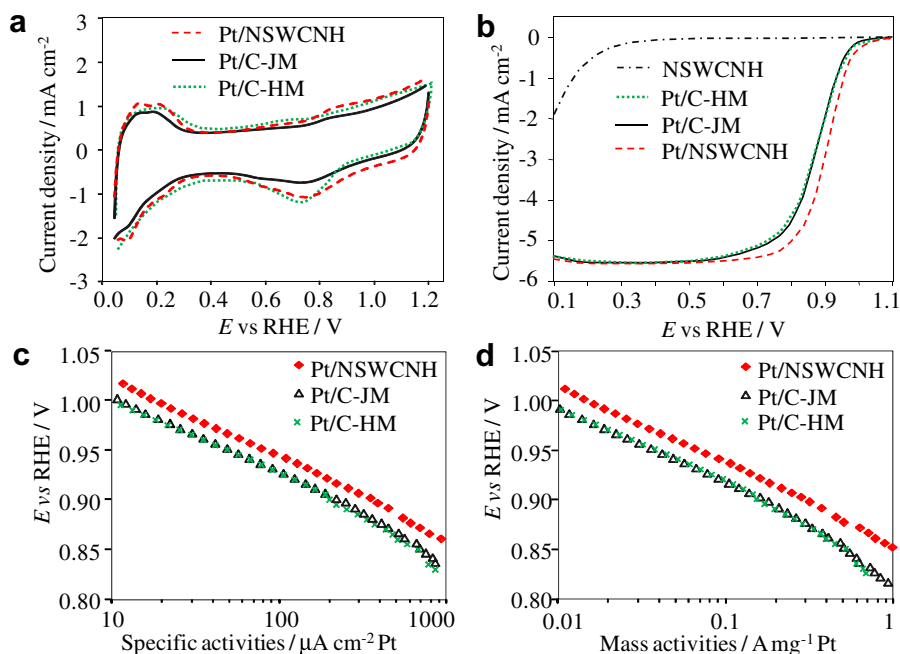 a
Pt/NSWCNH
Pt/C-JM
Pt/C-HM
Current density / mA cm-2
3
2
1
0
-1
-2
-3
0.0 0.2 0.4 0.6 0.8 1.0 1.2
E vs RHE / V
b
NSWCNH
Pt/C-HM
Pt/C-JM
Pt/NSWCNH
Current density / mA cm-2
0
-1
-2
-3
-4
-5
-6
0.1 0.3 0.5 0.7 0.9 1.1
E vs RHE / V
c
Pt/NSWCNH
Pt/C-JM
Pt/C-HM
E vs RHE / V
1.05
1.00
0.95
0.90
0.85
0.80
10 100 1000
Specific activities / μA cm-2 Pt
d
Pt/NSWCNH
Pt/C-JM
Pt/C-HM
E vs RHE / V
1.05
1.00
0.95
0.90
0.85
0.80
0.01 0.1 1
Mass activities / A mg-1 Pt